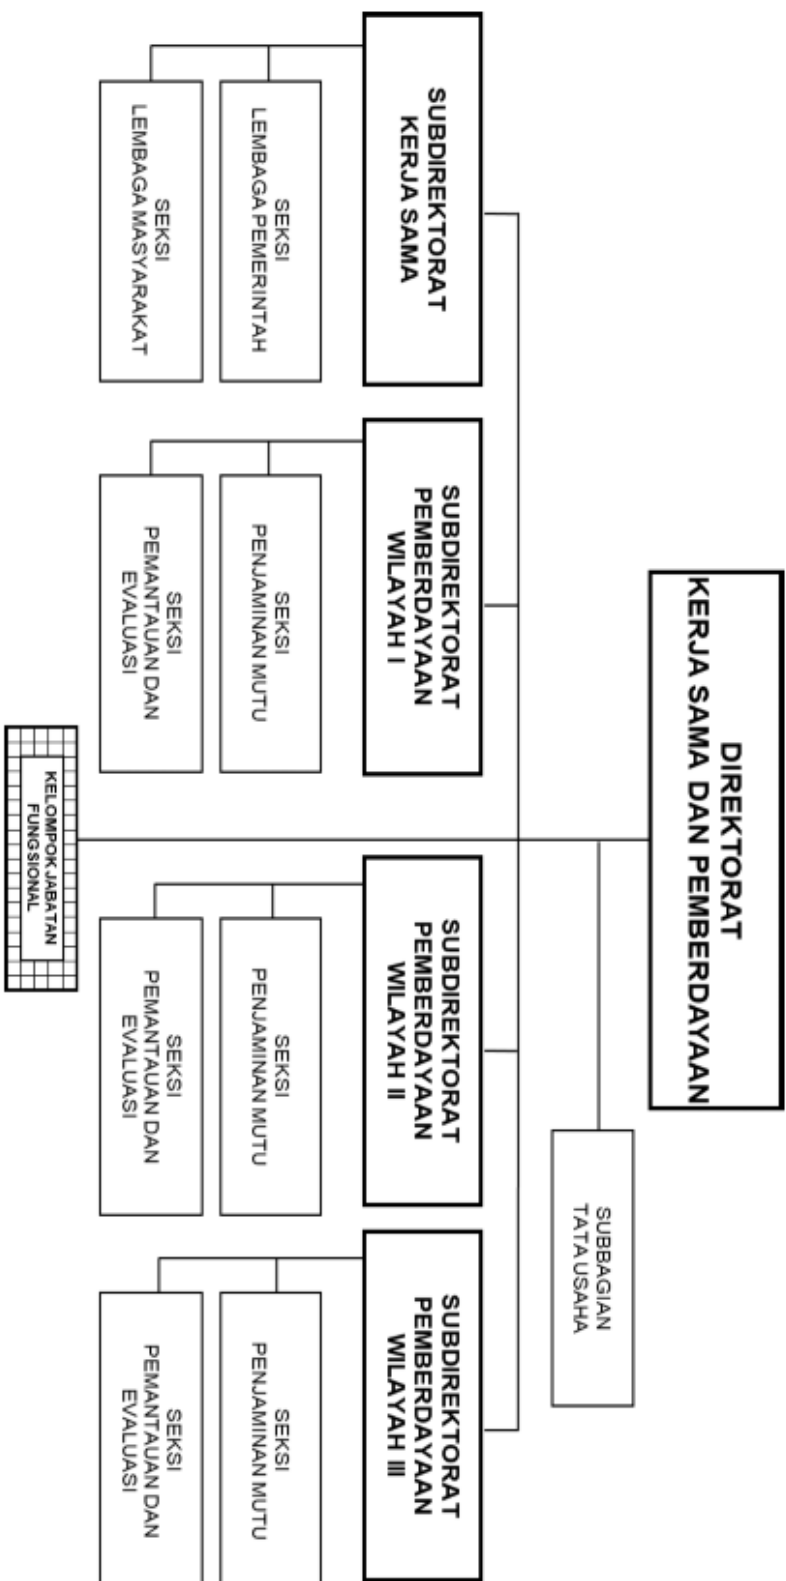 DIREKTORAT
KERJA SAMA DAN PEMBERDAYAAN
SUBBAGIAN
TATA USAHA
SUBDIREKTORAT
KERJA SAMA
SUBDIREKTORAT
PEMBERDAYAAN
WILAYAH I
SUBDIREKTORAT
PEMBERDAYAAN
WILAYAH II
SUBDIREKTORAT
PEMBERDAYAAN
WILAYAH III
SEKSI
LEMBAGA PEMERINTAH
SEKSI
PENJAMINAN MUTU
SEKSI
PENJAMINAN MUTU
SEKSI
PENJAMINAN MUTU
SEKSI
LEMBAGA MASYARAKAT
SEKSI
PEMANTAUAN DAN
EVALUASI
SEKSI
PEMANTAUAN DAN
EVALUASI
SEKSI
PEMANTAUAN DAN
EVALUASI
KELOMPOK JABATAN
FUNGSIONAL